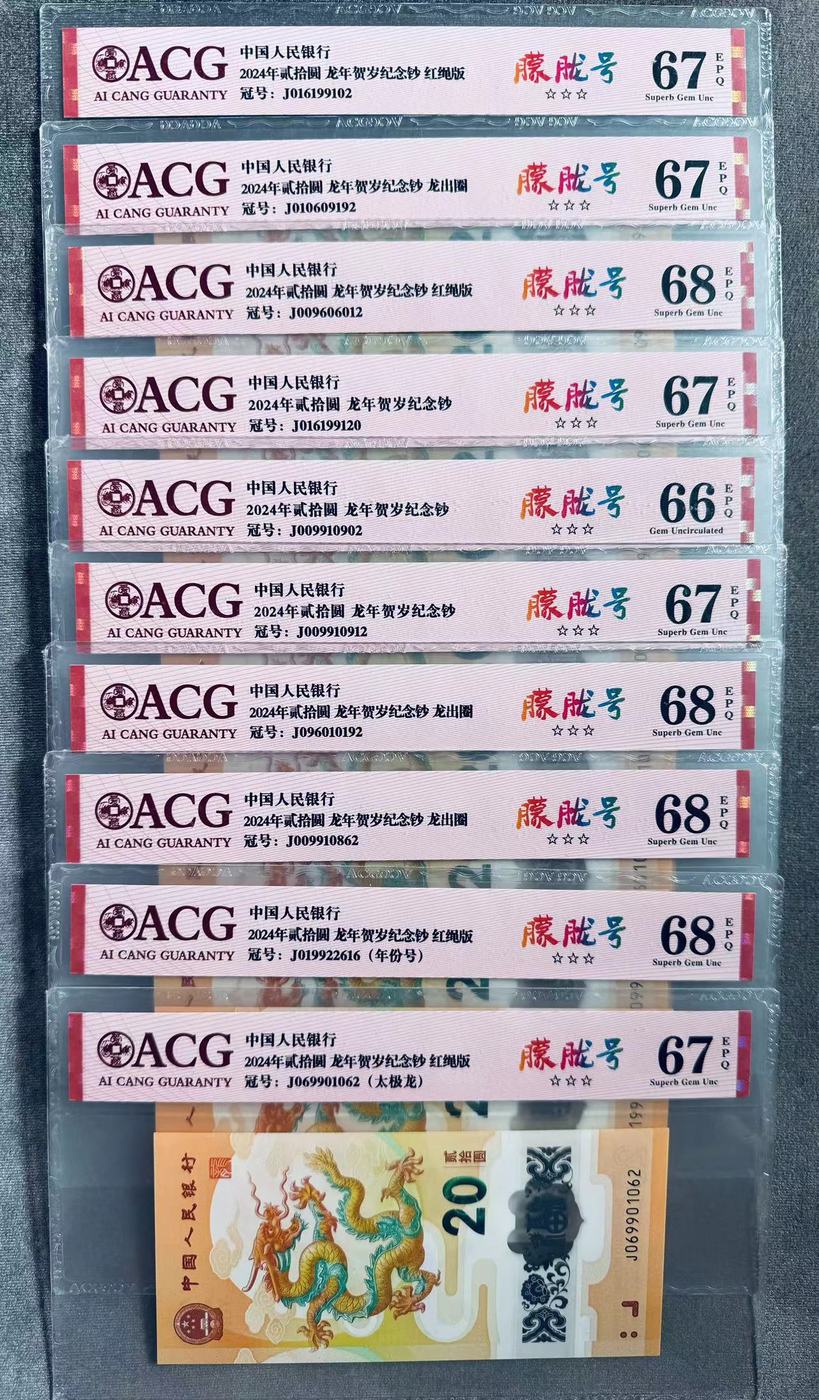 ACG
AI CANG GUARANTY
中国人民银行
2024年贰拾圆 龙年贺岁纪念钞 红绳版
冠号：J016199102
朦胧号
☆☆☆
67
EPQ
Superb Gem Unc
ACG
AI CANG GUARANTY
中国人民银行
2024年贰拾圆 龙年贺岁纪念钞 龙出圈
冠号：J010609192
朦胧号
☆☆☆
67
EPQ
Superb Gem Unc
ACG
AI CANG GUARANTY
中国人民银行
2024年贰拾圆 龙年贺岁纪念钞 红绳版
冠号：J009606012
朦胧号
☆☆☆
68
EPQ
Superb Gem Unc
ACG
AI CANG GUARANTY
中国人民银行
2024年贰拾圆 龙年贺岁纪念钞
冠号：J016199120
朦胧号
☆☆☆
67
EPQ
Superb Gem Unc
ACG
AI CANG GUARANTY
中国人民银行
2024年贰拾圆 龙年贺岁纪念钞
冠号：J009910902
朦胧号
☆☆☆
66
EPQ
Gem Uncirculated
ACG
AI CANG GUARANTY
中国人民银行
2024年贰拾圆 龙年贺岁纪念钞
冠号：J009910912
朦胧号
☆☆☆
67
EPQ
Superb Gem Unc
ACG
AI CANG GUARANTY
中国人民银行
2024年贰拾圆 龙年贺岁纪念钞 龙出圈
冠号：J096010192
朦胧号
☆☆☆
68
EPQ
Superb Gem Unc
ACG
AI CANG GUARANTY
中国人民银行
2024年贰拾圆 龙年贺岁纪念钞 龙出圈
冠号：J009910862
朦胧号
☆☆☆
68
EPQ
Superb Gem Unc
ACG
AI CANG GUARANTY
中国人民银行
2024年贰拾圆 龙年贺岁纪念钞 红绳版
冠号：J019922616（年份号）
朦胧号
☆☆☆
68
EPQ
Superb Gem Unc
ACG
AI CANG GUARANTY
中国人民银行
2024年贰拾圆 龙年贺岁纪念钞 红绳版
冠号：J069901062（太极龙）
朦胧号
☆☆☆
67
EPQ
Superb Gem Unc
中国人民银行
20
贰拾圆
J069901062